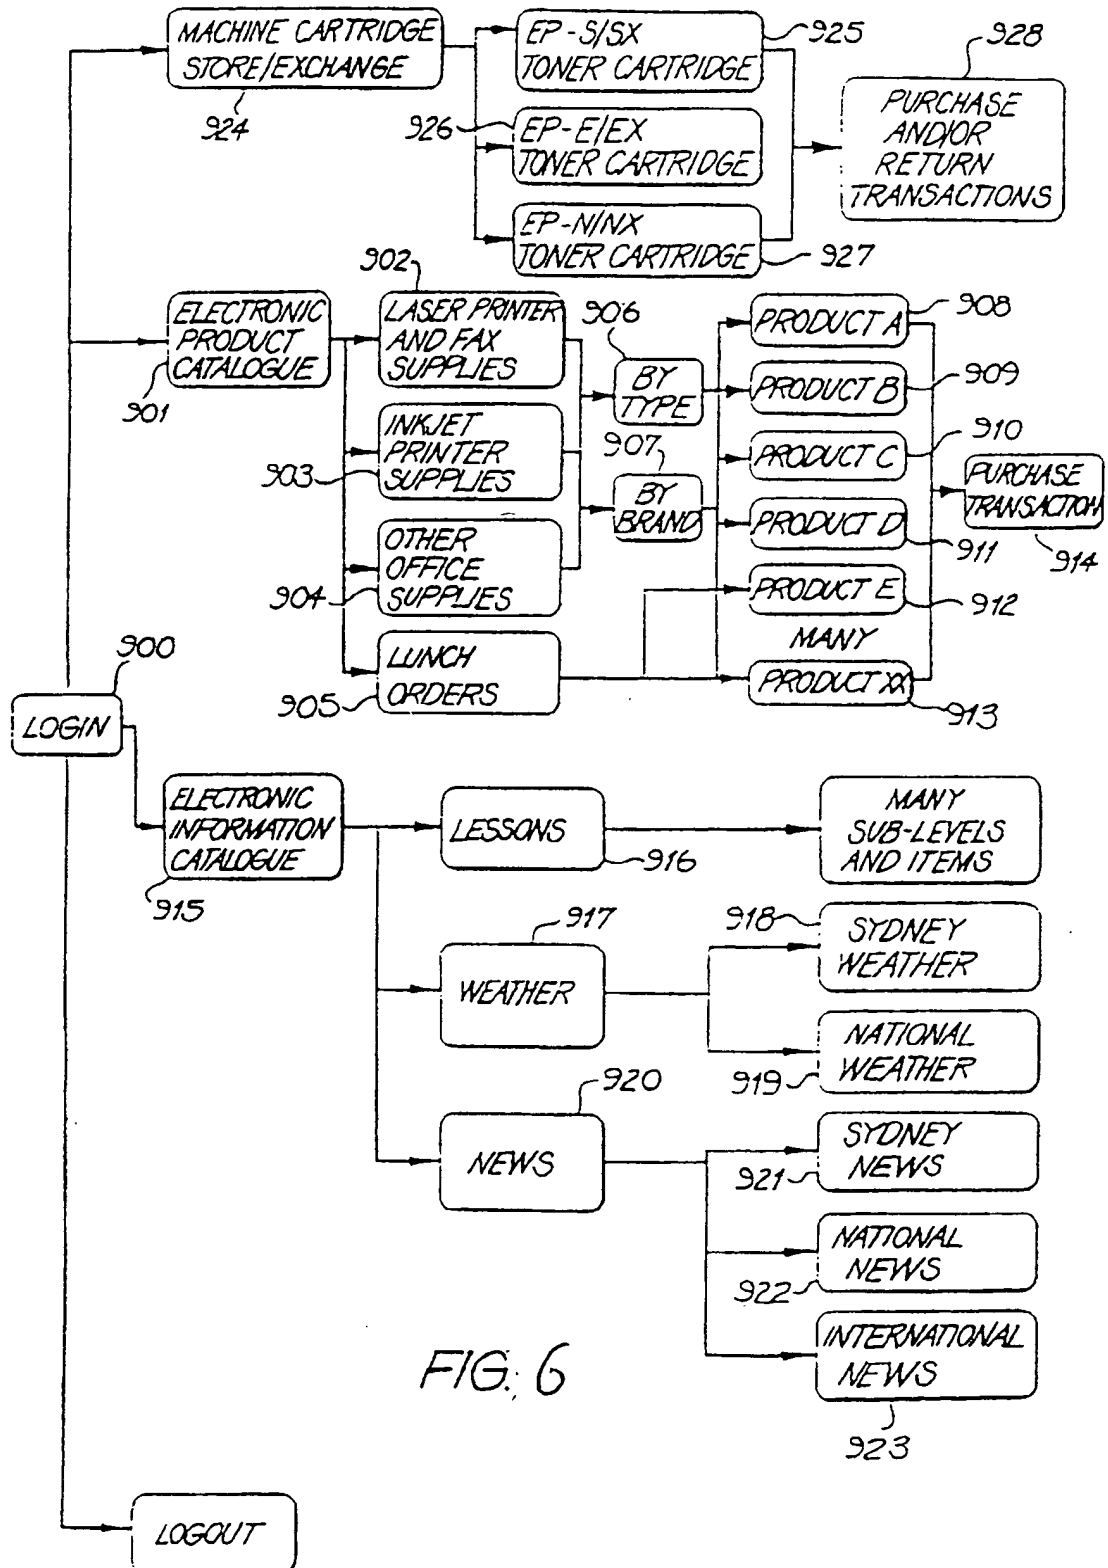 MACHINE CARTRIDGE
STORE/EXCHANGE
924
EP-S/SX
TONER CARTRIDGE
925
926
EP-E/EX
TONER CARTRIDGE
EP-N/NX
TONER CARTRIDGE
927
928
PURCHASE
AND/OR
RETURN
TRANSACTIONS
ELECTRONIC
PRODUCT
CATALOGUE
901
902
LASER PRINTER
AND FAX
SUPPLIES
INKJET
PRINTER
SUPPLIES
903
OTHER
OFFICE
SUPPLIES
904
LUNCH
ORDERS
905
906
BY
TYPE
907
BY
BRAND
PRODUCT A
908
PRODUCT B
909
PRODUCT C
910
PRODUCT D
911
PRODUCT E
912
MANY
PRODUCT XX
913
PURCHASE
TRANSACTION
914
900
LOGIN
ELECTRONIC
INFORMATION
CATALOGUE
915
LESSONS
916
MANY
SUB-LEVELS
AND ITEMS
917
WEATHER
918
SYDNEY
WEATHER
NATIONAL
WEATHER
919
920
NEWS
SYDNEY
NEWS
921
NATIONAL
NEWS
922
INTERNATIONAL
NEWS
923
FIG. 6
LOGOUT